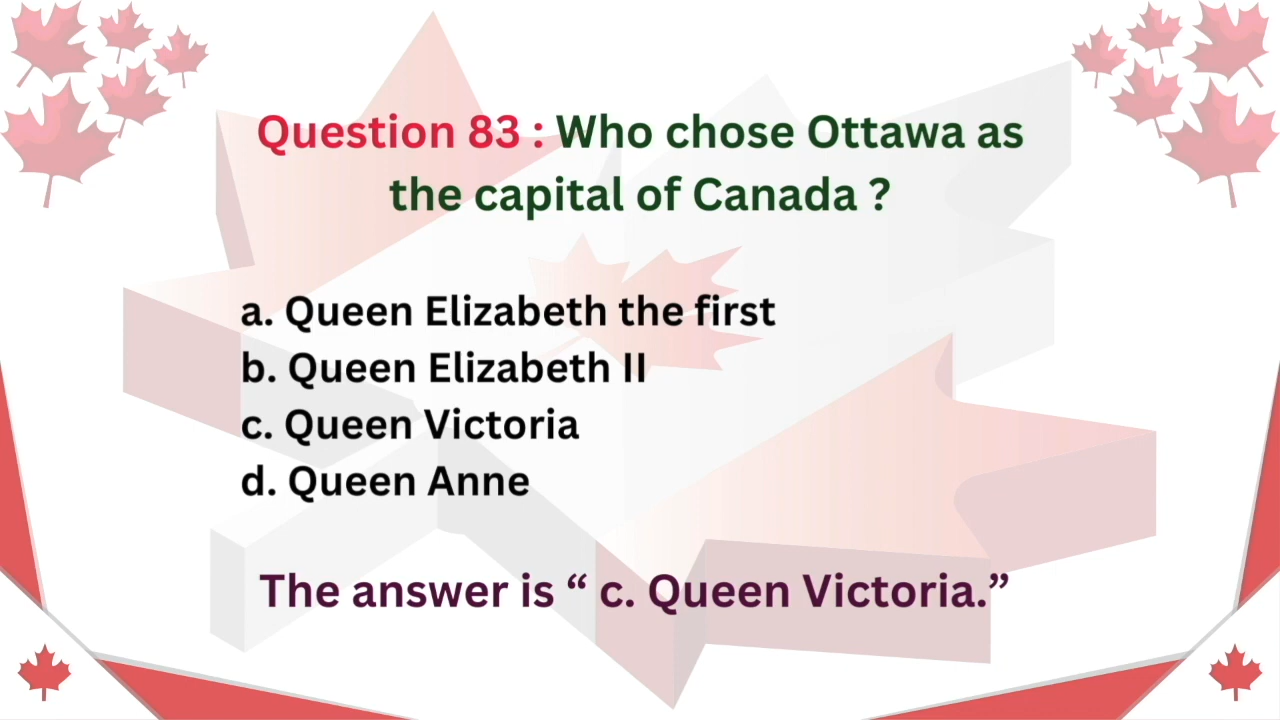 Question 83 : Who chose Ottawa as
the capital of Canada ?
a. Queen Elizabeth the first
b. Queen Elizabeth II
c. Queen Victoria
d. Queen Anne
The answer is “ c. Queen Victoria.”